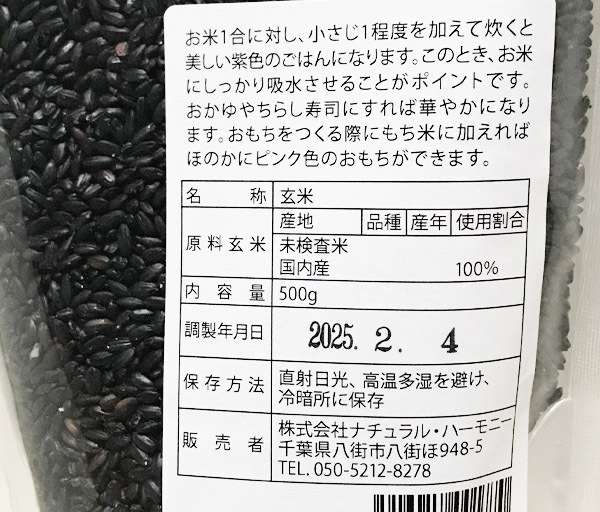 お米1合に対し、小さじ1程度を加えて炊くと
美しい紫色のごはんになります。このとき、お米
にしっかり吸水させることがポイントです。
おかゆやちらし寿司にすれば華やかになり
ます。おもちをつくる際にもち米に加えれば
ほのかにピンク色のおもちができます。
名称 玄米
原料玄米 産地 品種 産年 使用割合
未検査米
国内産 100%
内容量 500g
調製年月日 2025. 2. 4
保存方法 直射日光、高温多湿を避け、
冷暗所に保存
販売者 株式会社ナチュラル・ハーモニー
千葉県八街市八街ほ948-5
TEL. 050-5212-8278